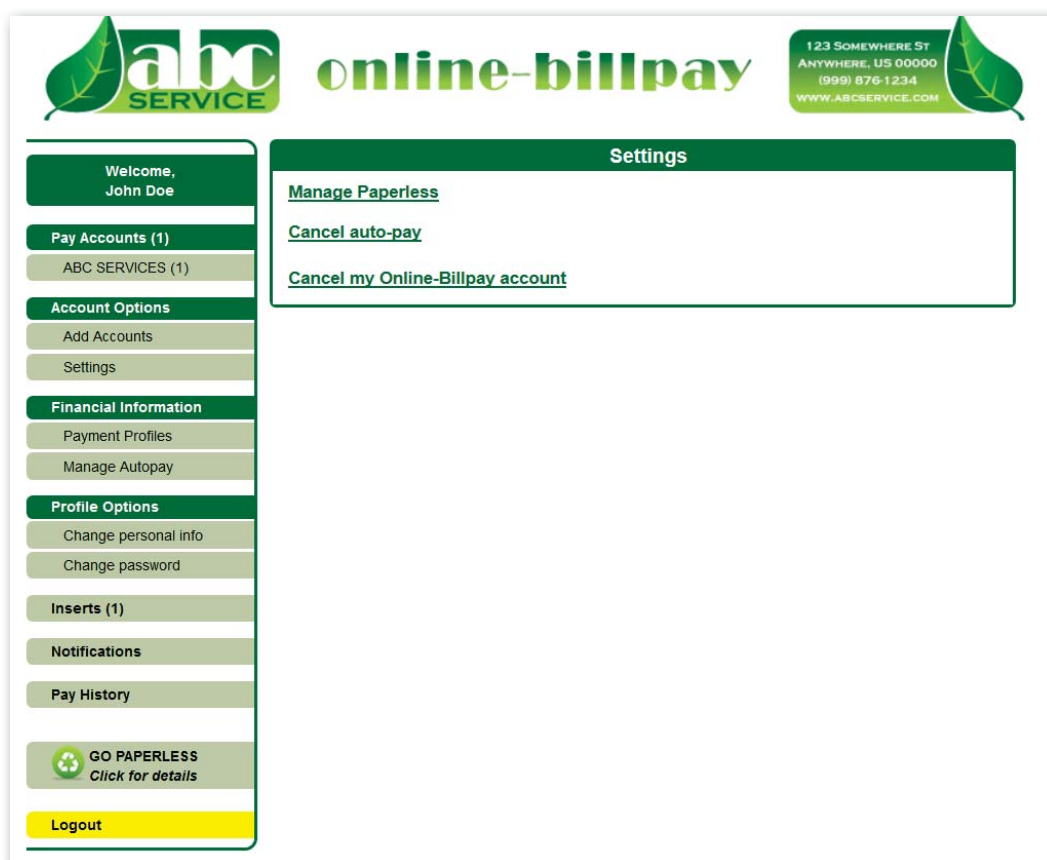 abc
SERVICE
online-billpay
123 SOMEWHERE ST
ANYWHERE, US 00000
(999) 876-1234
WWW.ABCSERVICE.COM
Welcome,
John Doe
Pay Accounts (1)
ABC SERVICES (1)
Account Options
Add Accounts
Settings
Financial Information
Payment Profiles
Manage Autopay
Profile Options
Change personal info
Change password
Inserts (1)
Notifications
Pay History
GO PAPERLESS
Click for details
Logout
Settings
Manage Paperless
Cancel auto-pay
Cancel my Online-Billpay account